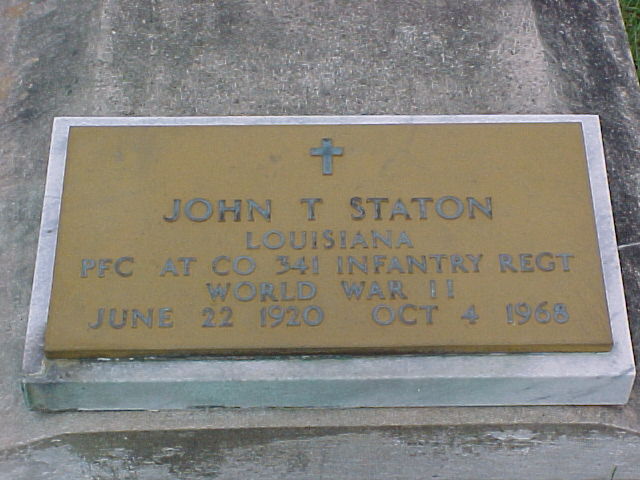 JOHN T STATON
LOUISIANA
PFC AT CO 341 INFANTRY REGT
WORLD WAR II
JUNE 22 1920 OCT 4 1968